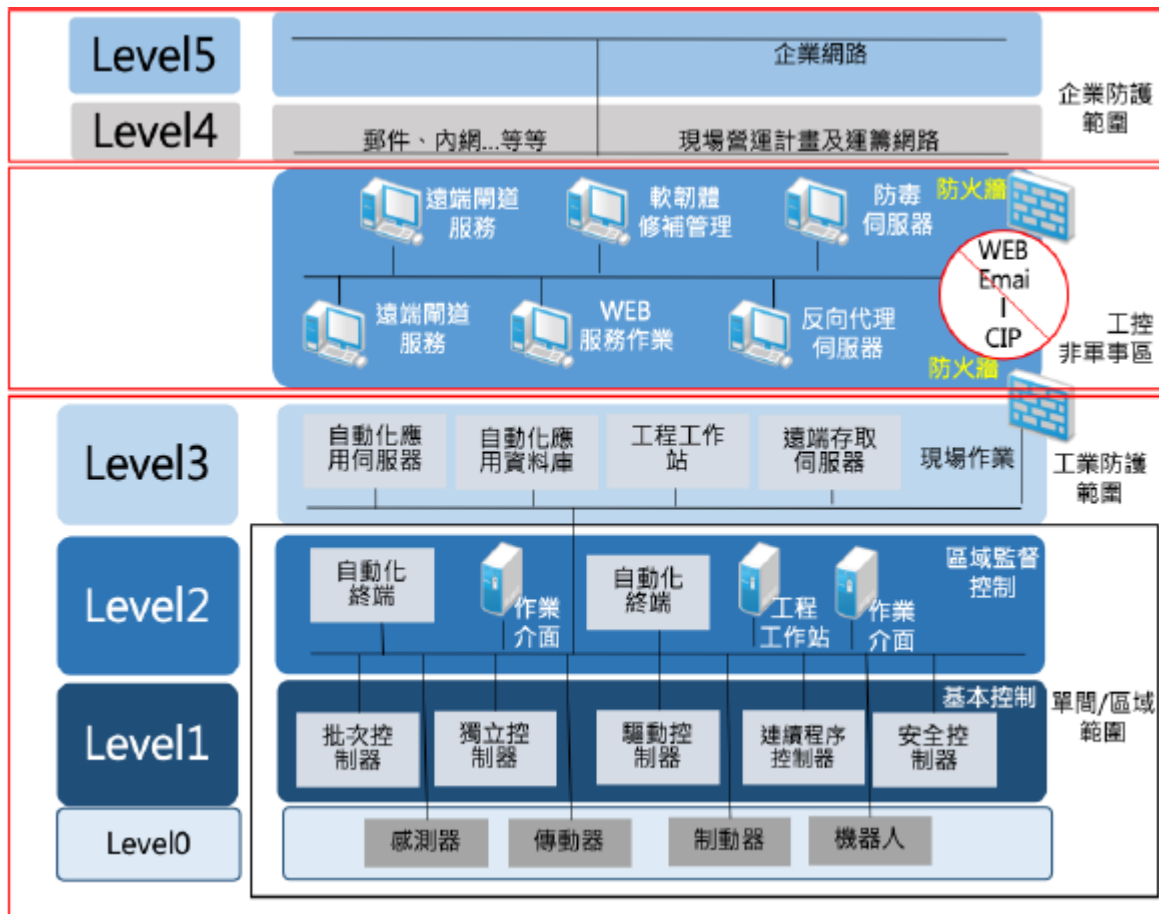 Level5
企業網路
企業防護
範圍
Level4
郵件、內網...等等
現場營運計畫及運籌網路
遠端閘道
服務
軟韌體
修補管理
防毒
伺服器
防火牆
WEB
Emai
l
CIP
遠端閘道
服務
WEB
服務作業
反向代理
伺服器
防火牆
工控
非軍事區
Level3
自動化應
用伺服器
自動化應
用資料庫
工程工作
站
遠端存取
伺服器
現場作業
工業防護
範圍
Level2
自動化
終端
作業
介面
自動化
終端
工程
工作站
作業
介面
區域監督
控制
Level1
基本控制
批次控
制器
獨立控
制器
驅動控
制器
連續程序
控制器
安全控
制器
單間/區域
範圍
Level0
感測器
傳動器
制動器
機器人